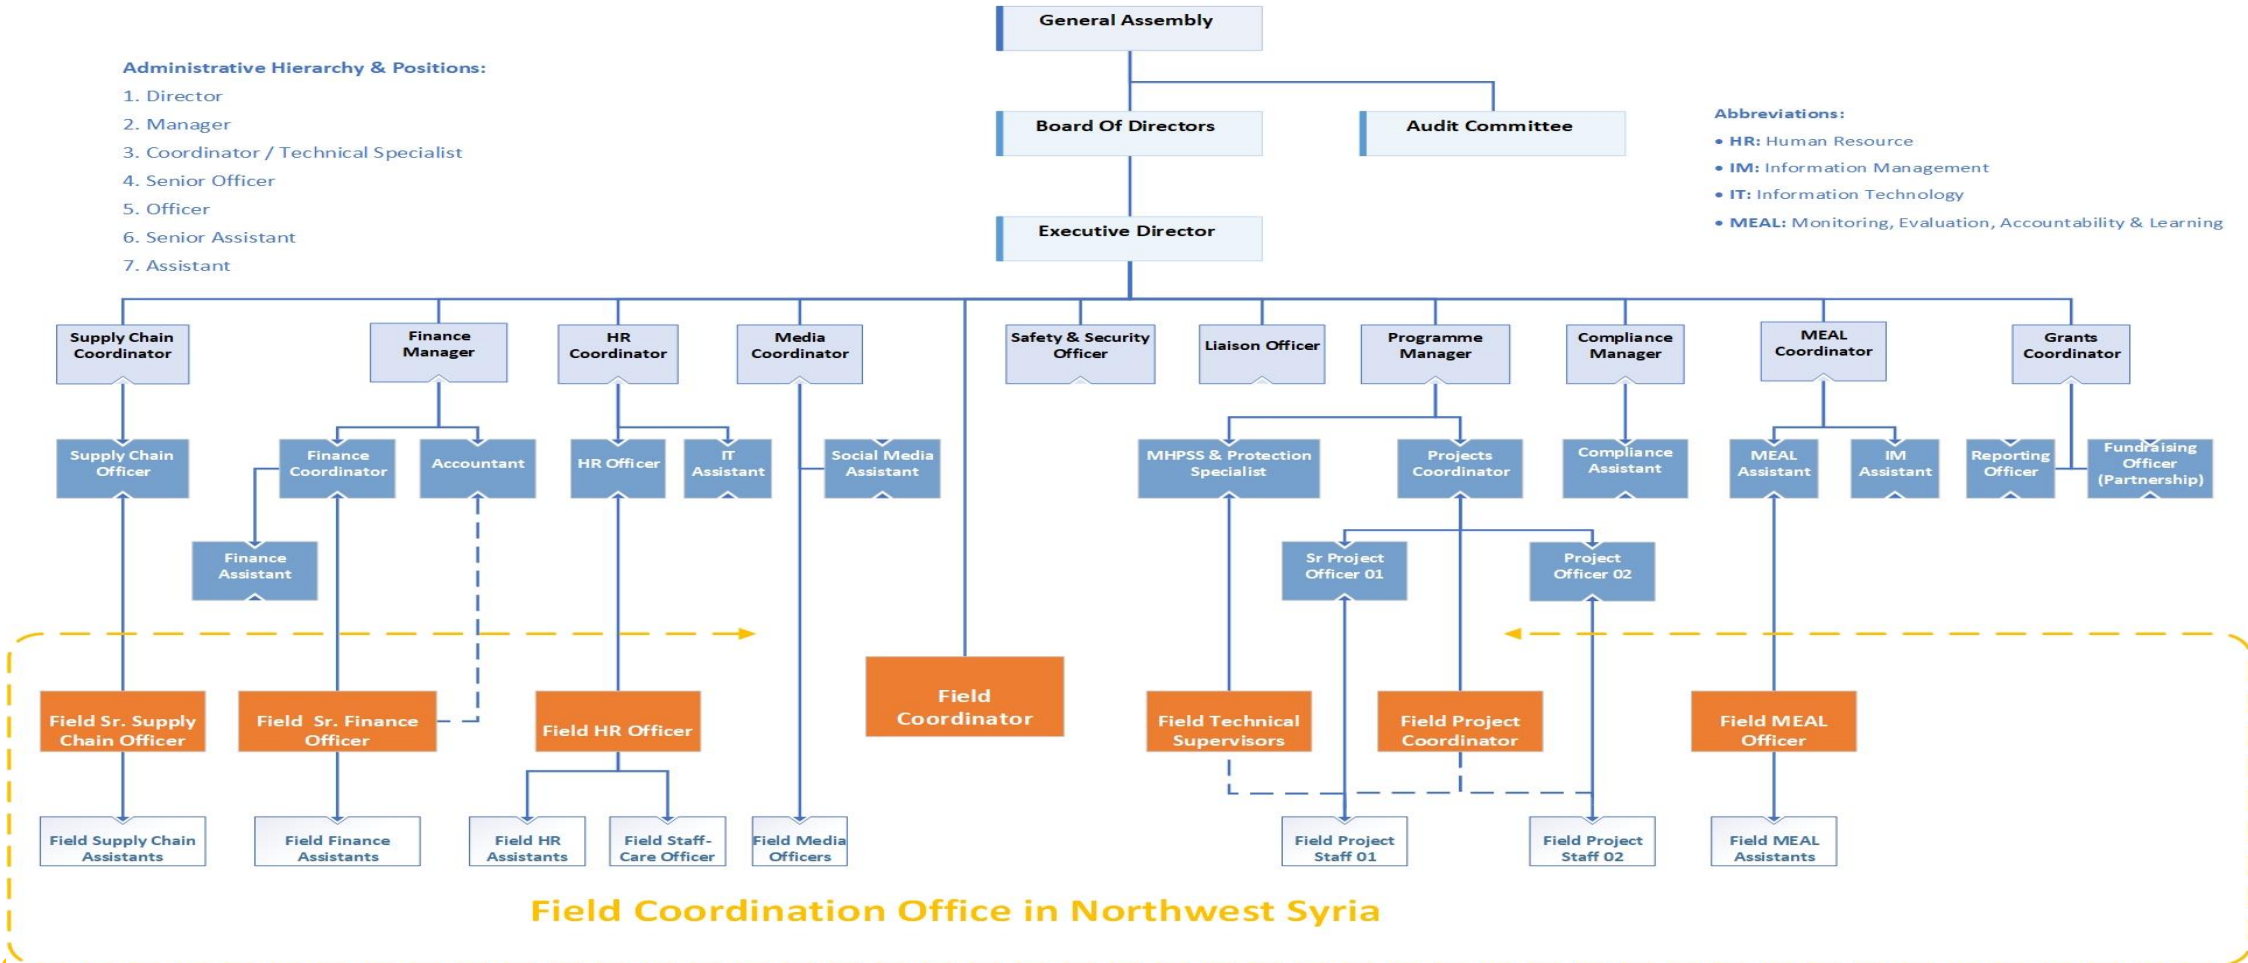 General Assembly
Administrative Hierarchy & Positions:
1. Director
2. Manager
3. Coordinator / Technical Specialist
4. Senior Officer
5. Officer
6. Senior Assistant
7. Assistant
Board Of Directors
Audit Committee
Abbreviations:
• HR: Human Resource
• IM: Information Management
• IT: Information Technology
• MEAL: Monitoring, Evaluation, Accountability & Learning
Executive Director
Supply Chain
Coordinator
Finance
Manager
HR
Coordinator
Media
Coordinator
Safety & Security
Officer
Liaison Officer
Programme
Manager
Compliance
Manager
MEAL
Coordinator
Grants
Coordinator
Supply Chain
Officer
Finance
Coordinator
Accountant
HR Officer
IT
Assistant
Social Media
Assistant
MHPSS & Protection
Specialist
Projects
Coordinator
Compliance
Assistant
MEAL
Assistant
IM
Assistant
Reporting
Officer
Fundraising
Officer
(Partnership)
Finance
Assistant
Sr Project
Officer 01
Project
Officer 02
Field Sr. Supply
Chain Officer
Field Sr. Finance
Officer
Field HR Officer
Field
Coordinator
Field Technical
Supervisors
Field Project
Coordinator
Field MEAL
Officer
Field Supply Chain
Assistants
Field Finance
Assistants
Field HR
Assistants
Field Staff-
Care Officer
Field Media
Officers
Field Project
Staff 01
Field Project
Staff 02
Field MEAL
Assistants
Field Coordination Office in Northwest Syria